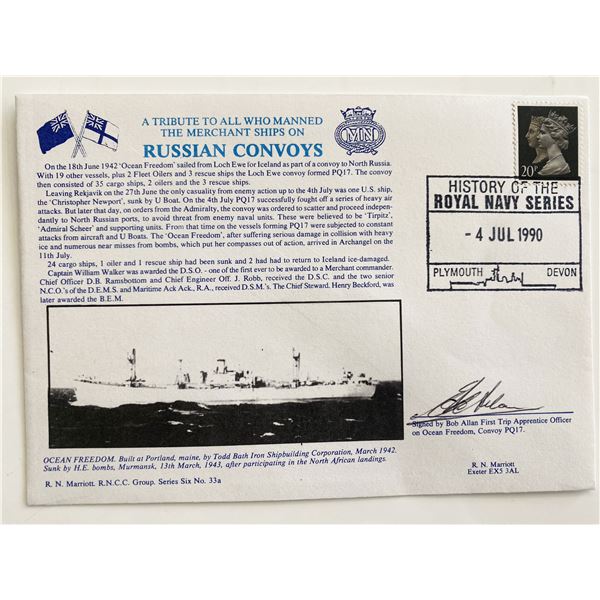 A TRIBUTE TO ALL WHO MANNED
THE MERCHANT SHIPS ON
RUSSIAN CONVOYS
MN
On the 18th June 1942 'Ocean Freedom' sailed from Loch Ewe for Iceland as part of a convoy to North Russia.
With 19 other vessels, plus 2 Fleet Oilers and 3 rescue ships the Loch Ewe convoy formed PQ17. The convoy
then consisted of 35 cargo ships, 2 oilers and the 3 rescue ships.
Leaving Rekjavik on the 27th June the only casualty from enemy action up to the 4th July was one U.S. ship,
the 'Christopher Newport', sunk by U Boat. On the 4th July PQ17 successfully fought off a series of heavy air
attacks. But later that day, on orders from the Admiralty, the convoy was ordered to scatter and proceed indepen-
dantly to North Russian ports, to avoid threat from enemy naval units. These were believed to be 'Tirpitz',
'Admiral Scheer' and supporting units. From that time on the vessels forming PQ17 were subjected to constant
attacks from aircraft and U Boats. The 'Ocean Freedom', after suffering serious damage in collision with heavy
ice and numerous near misses from bombs, which put her compasses out of action, arrived in Archangel on the
11th July.
24 cargo ships, 1 oiler and 1 rescue ship had been sunk and 2 had had to return to Iceland ice-damaged.
Captain William Walker was awarded the D.S.O. - one of the first ever to be awarded to a Merchant commander.
Chief Officer D.B. Ramsbottom and Chief Engineer Off. J. Robb, received the D.S.C. and the two senior
N.C.O.'s of the D.E.M.S. and Maritime Ack Ack., R.A., received D.S.M.'s. The Chief Steward. Henry Beckford, was
later awarded the B.E.M.
20P
HISTORY OF THE
ROYAL NAVY SERIES
- 4 JUL 1990
PLYMOUTH DEVON
Signed by Bob Allan First Trip Apprentice Officer
on Ocean Freedom, Convoy PQ17.
OCEAN FREEDOM. Built at Portland, maine, by Todd Bath Iron Shipbuilding Corporation, March 1942.
Sunk by H.E. bombs, Murmansk, 13th March, 1943, after participating in the North African landings.
R. N. Marriott. R.N.C.C. Group. Series Six No. 33a
R. N. Marriott
Exeter EX5 3AL